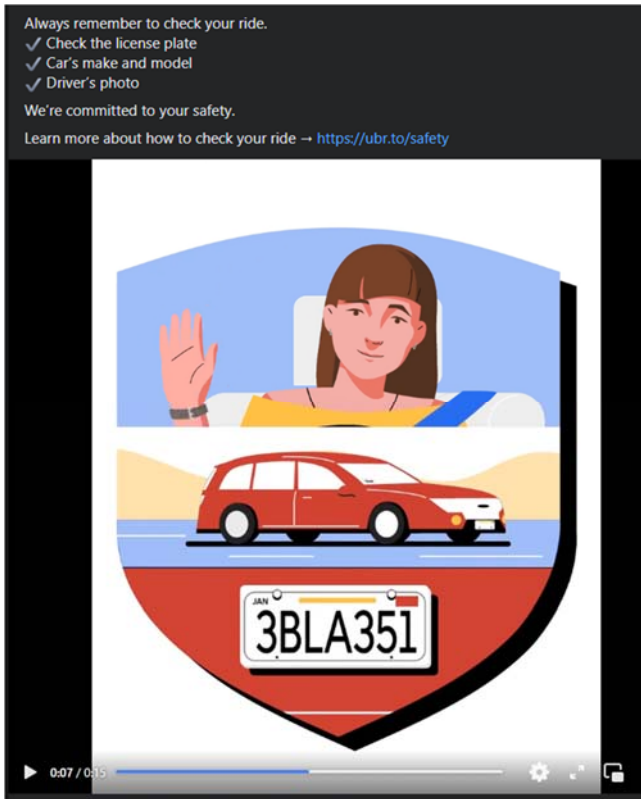 Always remember to check your ride.
✓ Check the license plate
✓ Car's make and model
✓ Driver's photo
We're committed to your safety.
Learn more about how to check your ride → https://ubr.to/safety
JAN
3BLA351
0:07 / 0:15